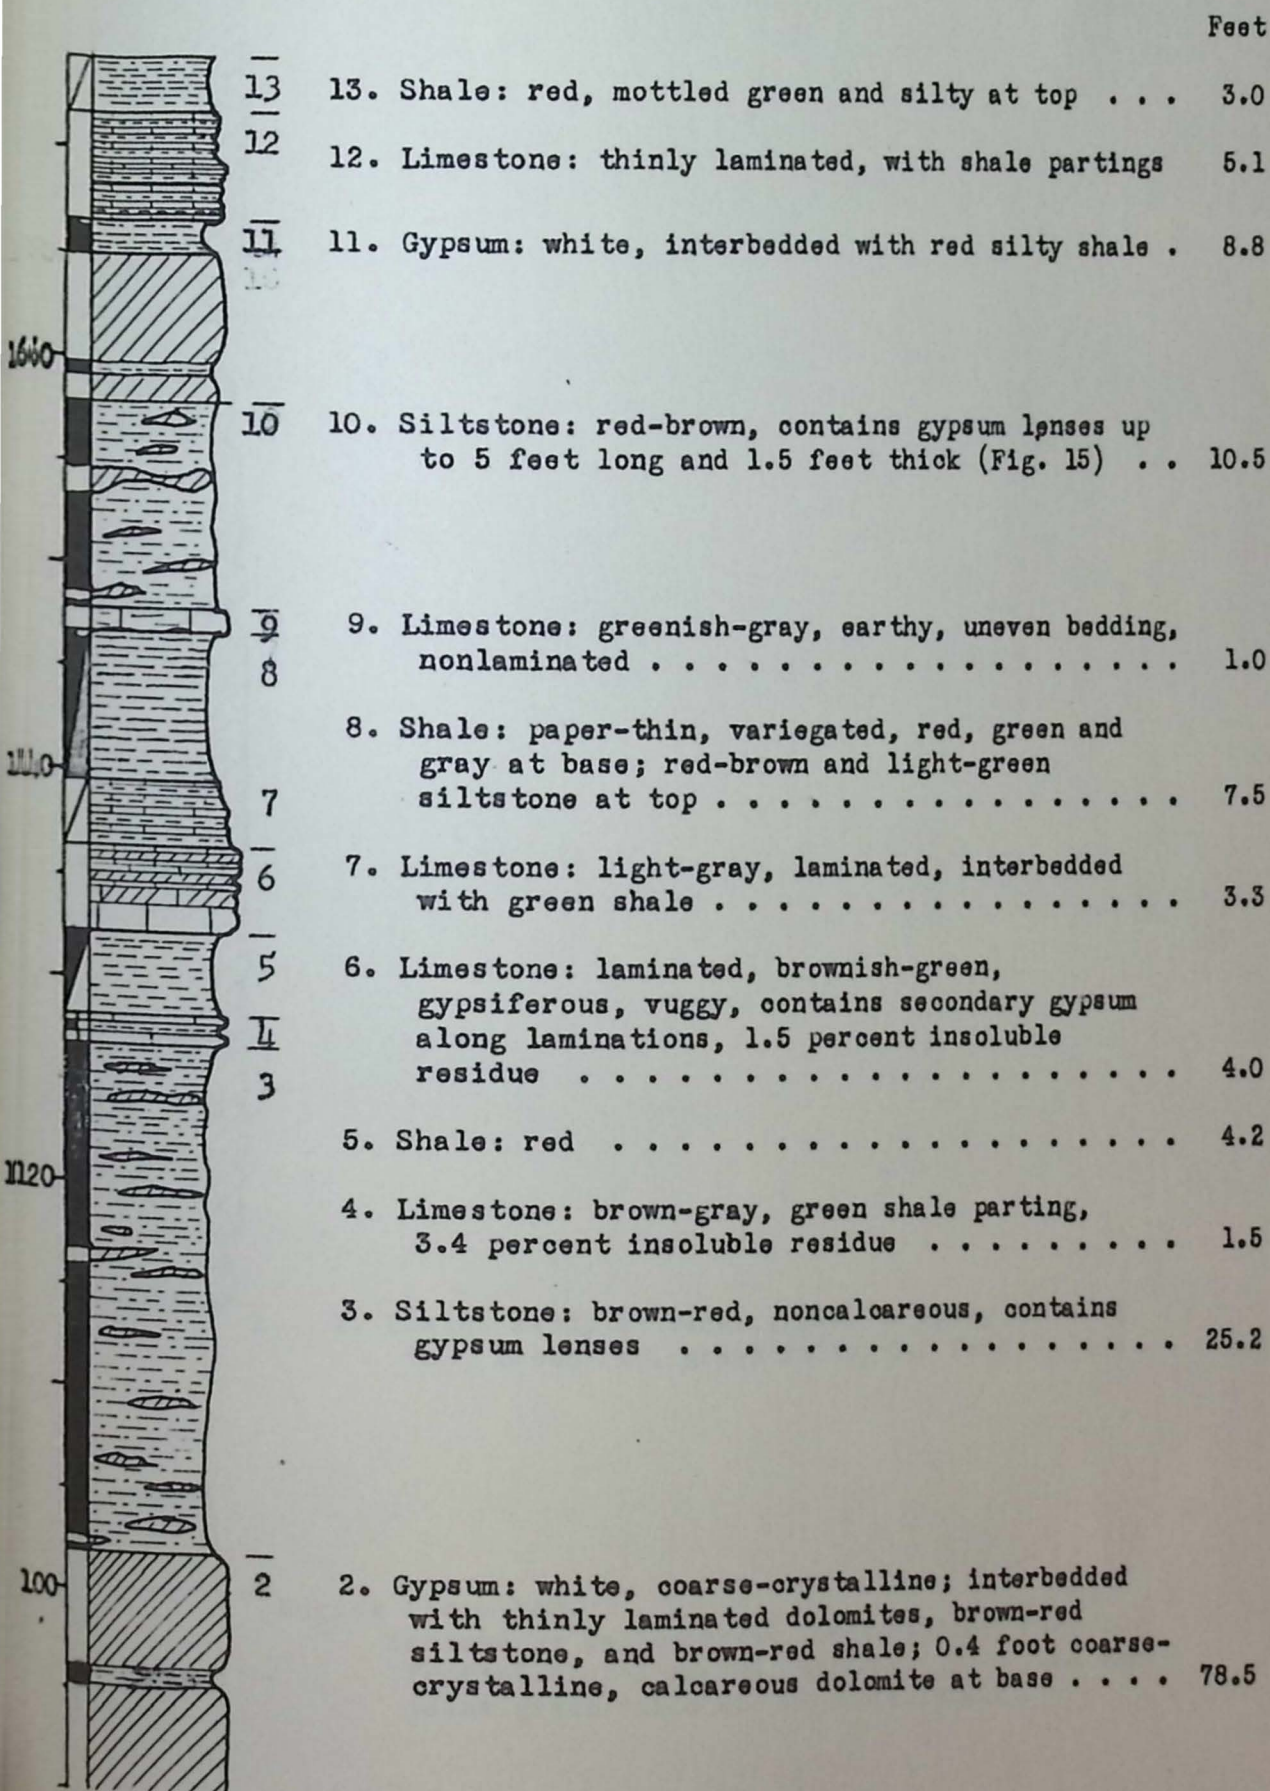 Feet
13
13. Shale: red, mottled green and silty at top . . . 3.0
12
12. Limestone: thinly laminated, with shale partings 5.1
11
11. Gypsum: white, interbedded with red silty shale . 8.8
10
10. Siltstone: red-brown, contains gypsum lenses up
to 5 feet long and 1.5 feet thick (Fig. 15) . . 10.5
9
9. Limestone: greenish-gray, earthy, uneven bedding,
nonlaminated . . . . . . . . . . . . . . . . . . 1.0
8
8. Shale: paper-thin, variegated, red, green and
gray at base; red-brown and light-green
siltstone at top . . . . . . . . . . . . . . . 7.5
7
7. Limestone: light-gray, laminated, interbedded
with green shale . . . . . . . . . . . . . . . 3.3
6
6. Limestone: laminated, brownish-green,
gypsiferous, vuggy, contains secondary gypsum
along laminations, 1.5 percent insoluble
residue . . . . . . . . . . . . . . . . . . . 4.0
5
5. Shale: red . . . . . . . . . . . . . . . . . . 4.2
4
1120
4. Limestone: brown-gray, green shale parting,
3.4 percent insoluble residue . . . . . . . . . 1.5
3
3. Siltstone: brown-red, noncalcareous, contains
gypsum lenses . . . . . . . . . . . . . . . . . 25.2
100
2
2. Gypsum: white, coarse-crystalline; interbedded
with thinly laminated dolomites, brown-red
siltstone, and brown-red shale; 0.4 foot coarse-
crystalline, calcareous dolomite at base . . . . 78.5